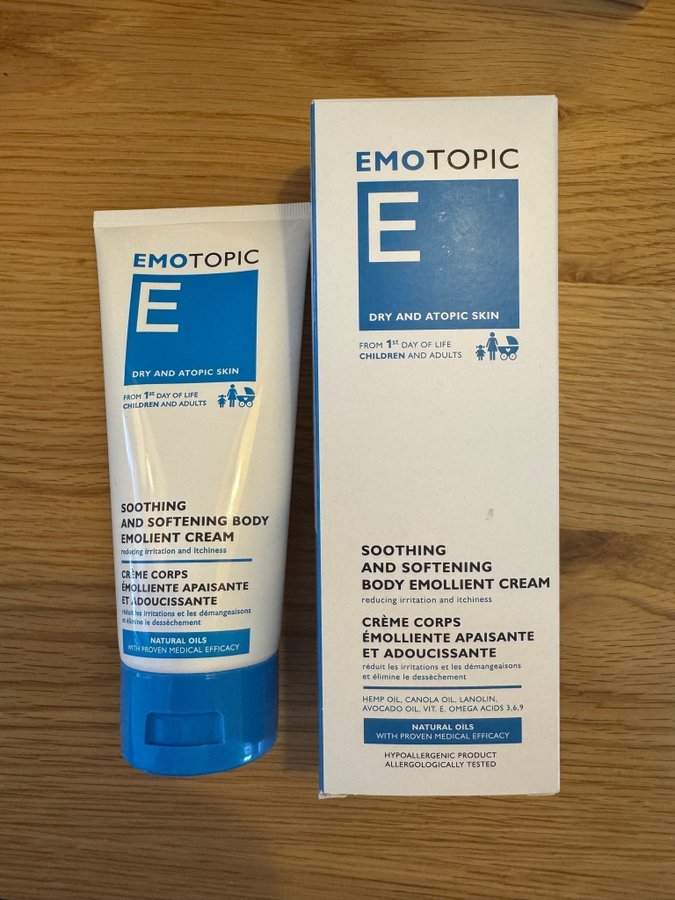 EMOTOPIC
E
DRY AND ATOPIC SKIN
FROM 1st DAY OF LIFE
CHILDREN AND ADULTS
SOOTHING
AND SOFTENING BODY
EMOLIENT CREAM
reducing irritation and itchiness
CRÈME CORPS
ÉMOLLIENTE APAISANTE
ET ADOUCISSANTE
réduit les irritations et les démangeaisons
et élimine le dessèchement
NATURAL OILS
WITH PROVEN MEDICAL EFFICACY
EMOTOPIC
E
DRY AND ATOPIC SKIN
FROM 1st DAY OF LIFE
CHILDREN AND ADULTS
SOOTHING
AND SOFTENING
BODY EMOLLIENT CREAM
reducing irritation and itchiness
CRÈME CORPS
ÉMOLLIENTE APAISANTE
ET ADOUCISSANTE
réduit les irritations et les démangeaisons
et élimine le dessèchement
HEMP OIL, CANOLA OIL, LANOLIN,
AVOCADO OIL, VIT. E, OMEGA ACIDS 3,6,9
NATURAL OILS
WITH PROVEN MEDICAL EFFICACY
HYPOALLERGENIC PRODUCT
ALLERGOLOGICALLY TESTED